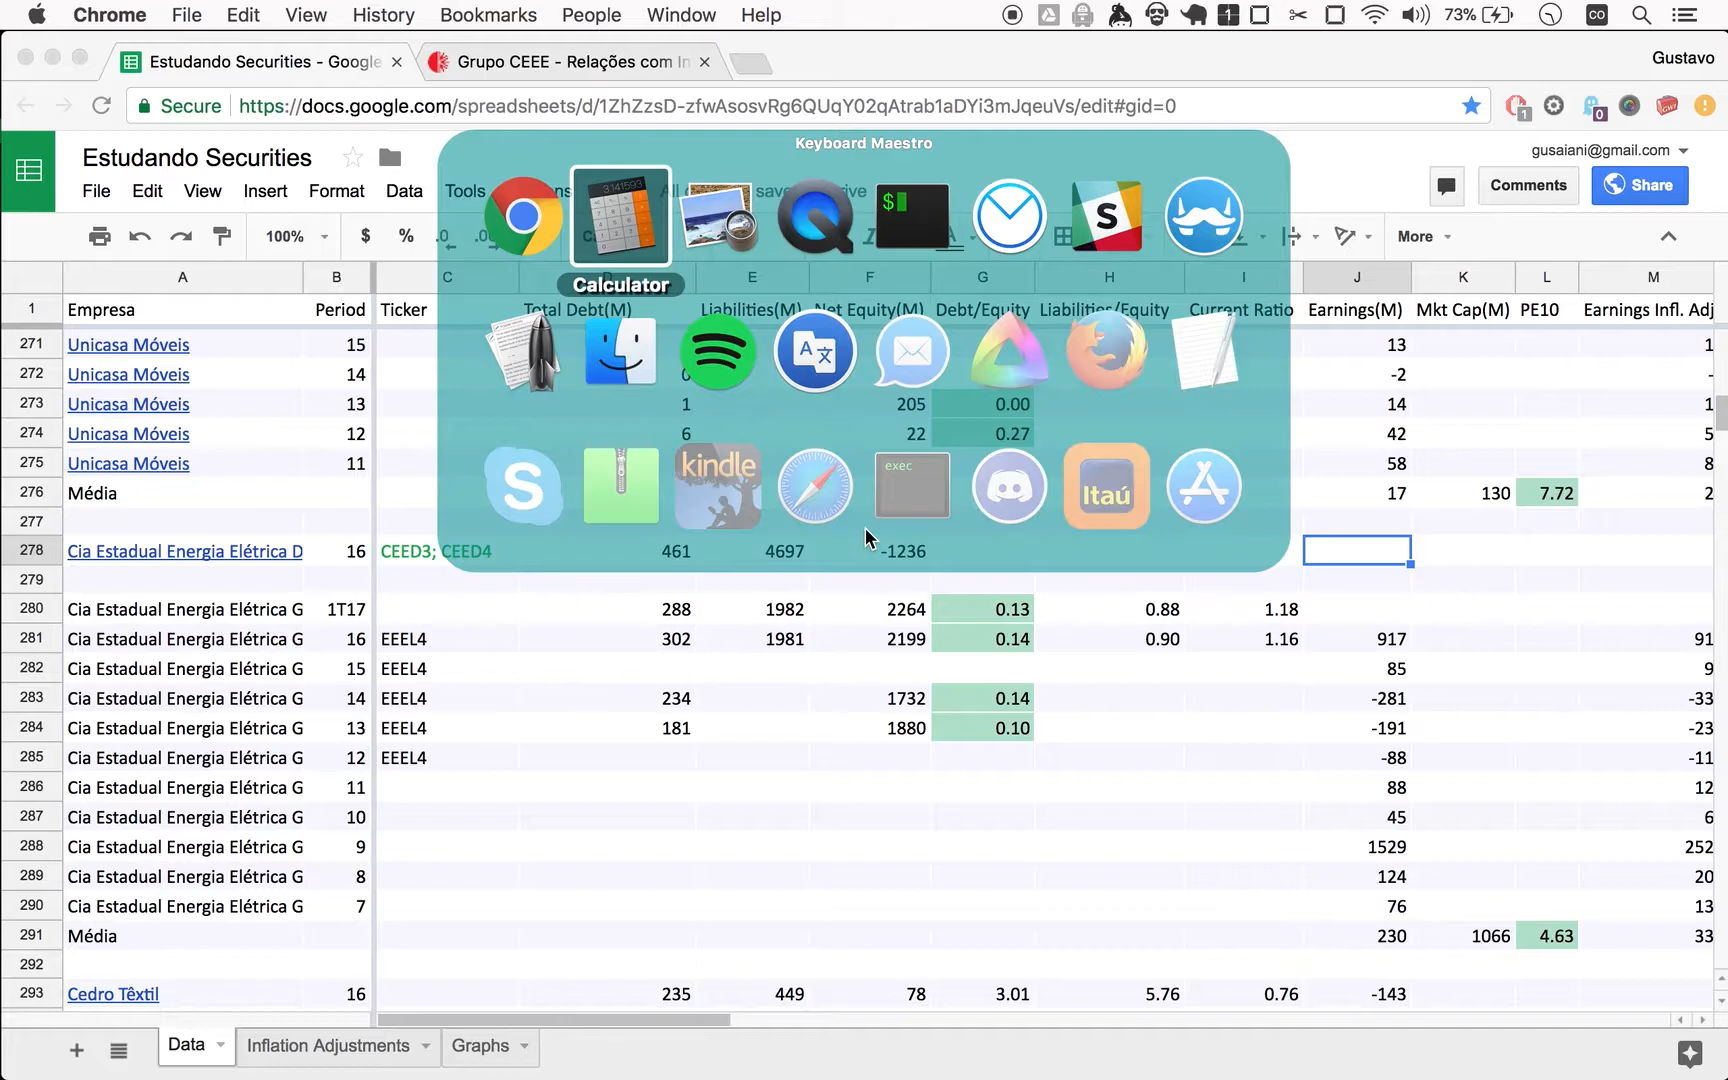 Chrome File Edit View History Bookmarks People Window Help 1 73% CO
Estudando Securities - Google × Grupo CEEE - Relações com In × Gustavo
Secure https://docs.google.com/spreadsheets/d/1ZhZzsD-zfwAsosvRg6QUqY02qAtrab1aDYi3mJqeuVs/edit#gid=0 1 0
Keyboard Maestro
Estudando Securities gusaiani@gmail.com
File Edit View Insert Format Data Tools Comments Share
100% $ % .0 More
3.141593 $ S
Calculator
A B C E F G H I J K L M
1 Empresa Period Ticker Total Debt(M) Liabilities(M) Net Equity(M) Debt/Equity Liabilities/Equity Current Ratio Earnings(M) Mkt Cap(M) PE10 Earnings Infl. Adj
271 Unicasa Móveis 15 13 1
272 Unicasa Móveis 14 -2 -
273 Unicasa Móveis 13 1 205 0.00 14 1
274 Unicasa Móveis 12 6 22 0.27 42 5
275 Unicasa Móveis 11 58 8
kindle exec Itaú
276 Média 17 130 7.72 2
277
278 Cia Estadual Energia Elétrica D 16 CEED3; CEED4 461 4697 -1236
279
280 Cia Estadual Energia Elétrica G 1T17 288 1982 2264 0.13 0.88 1.18
281 Cia Estadual Energia Elétrica G 16 EEEL4 302 1981 2199 0.14 0.90 1.16 917 91
282 Cia Estadual Energia Elétrica G 15 EEEL4 85 9
283 Cia Estadual Energia Elétrica G 14 EEEL4 234 1732 0.14 -281 -33
284 Cia Estadual Energia Elétrica G 13 EEEL4 181 1880 0.10 -191 -23
285 Cia Estadual Energia Elétrica G 12 EEEL4 -88 -11
286 Cia Estadual Energia Elétrica G 11 88 12
287 Cia Estadual Energia Elétrica G 10 45 6
288 Cia Estadual Energia Elétrica G 9 1529 252
289 Cia Estadual Energia Elétrica G 8 124 20
290 Cia Estadual Energia Elétrica G 7 76 13
291 Média 230 1066 4.63 33
292
293 Cedro Têxtil 16 235 449 78 3.01 5.76 0.76 -143
Data Inflation Adjustments Graphs